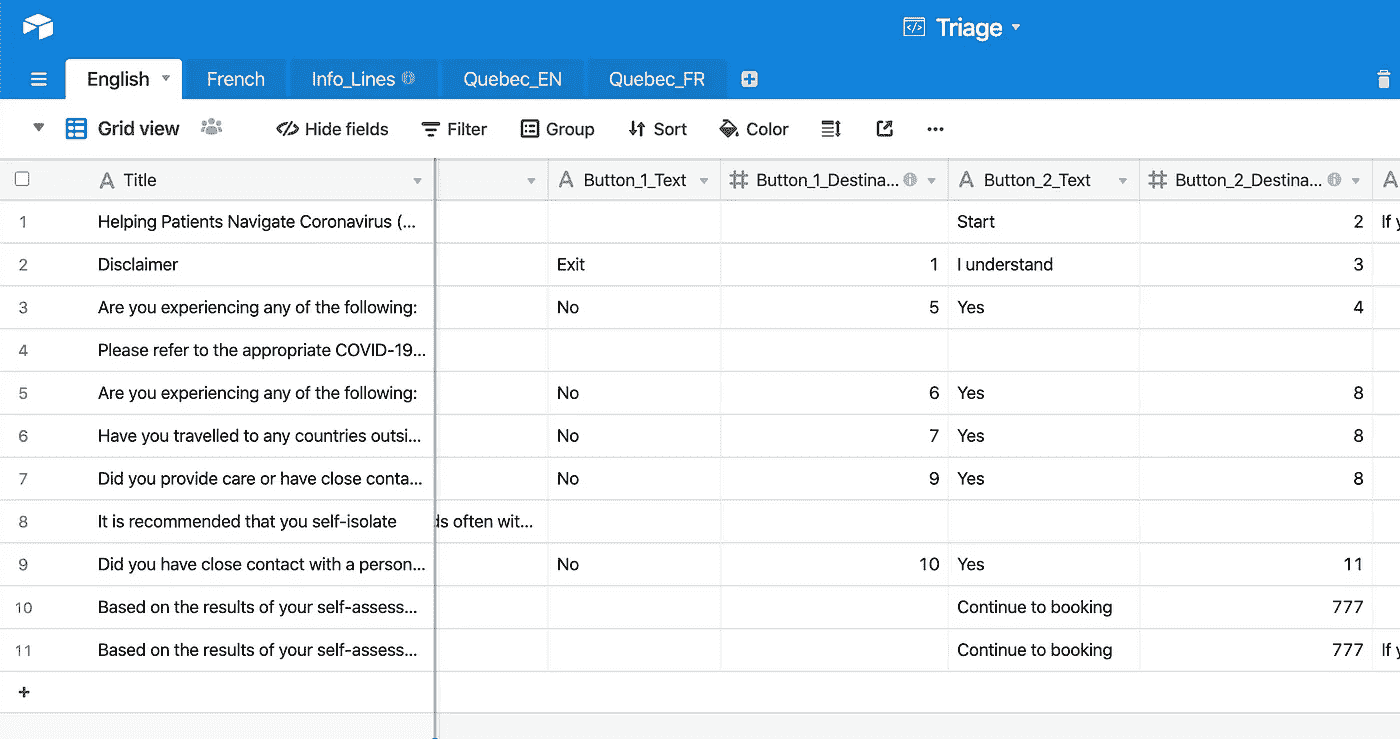 Triage
English French Info_Lines Quebec_EN Quebec_FR
Grid view Hide fields Filter Group Sort Color
Title Button_1_Text Button_1_Destina... Button_2_Text Button_2_Destina...
1 Helping Patients Navigate Coronavirus (... Start 2 If
2 Disclaimer Exit 1 I understand 3
3 Are you experiencing any of the following: No 5 Yes 4
4 Please refer to the appropriate COVID-19...
5 Are you experiencing any of the following: No 6 Yes 8
6 Have you travelled to any countries outsi... No 7 Yes 8
7 Did you provide care or have close conta... No 9 Yes 8
8 It is recommended that you self-isolate often wit...
9 Did you have close contact with a person... No 10 Yes 11
10 Based on the results of your self-assess... Continue to booking 777
11 Based on the results of your self-assess... Continue to booking 777 If